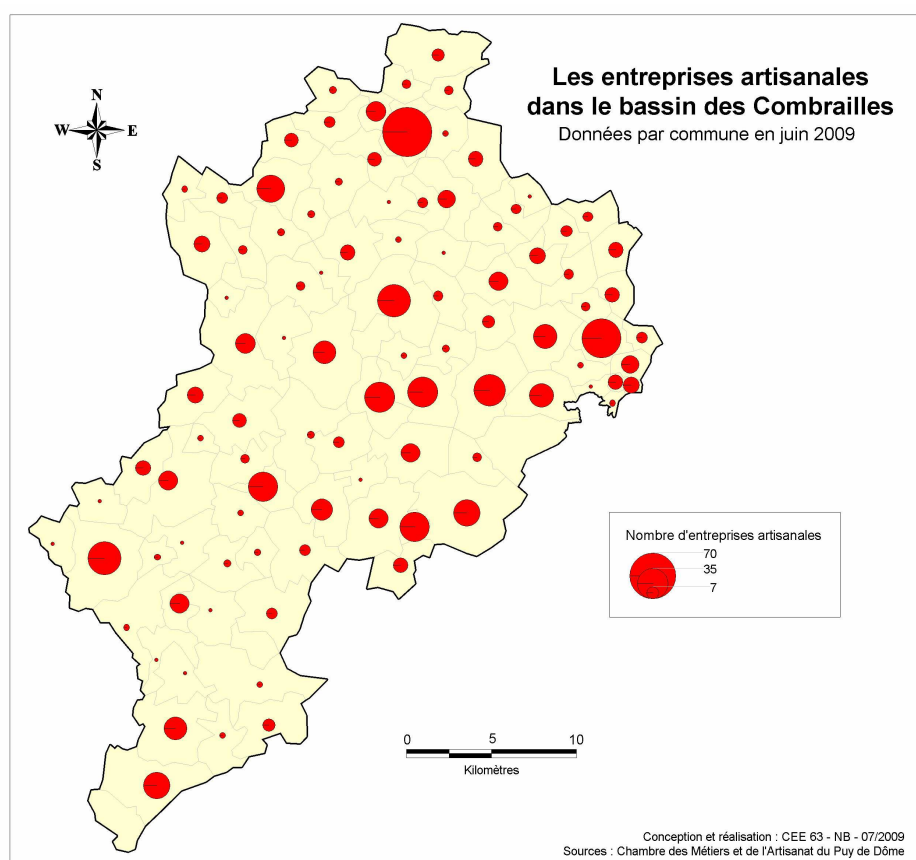 Les entreprises artisanales
dans le bassin des Combrailles
Données par commune en juin 2009
N
W E
S
Nombre d'entreprises artisanales
70
35
7
0 5 10
Kilomètres
Conception et réalisation : CEE 63 - NB - 07/2009
Sources : Chambre des Métiers et de l'Artisanat du Puy de Dôme